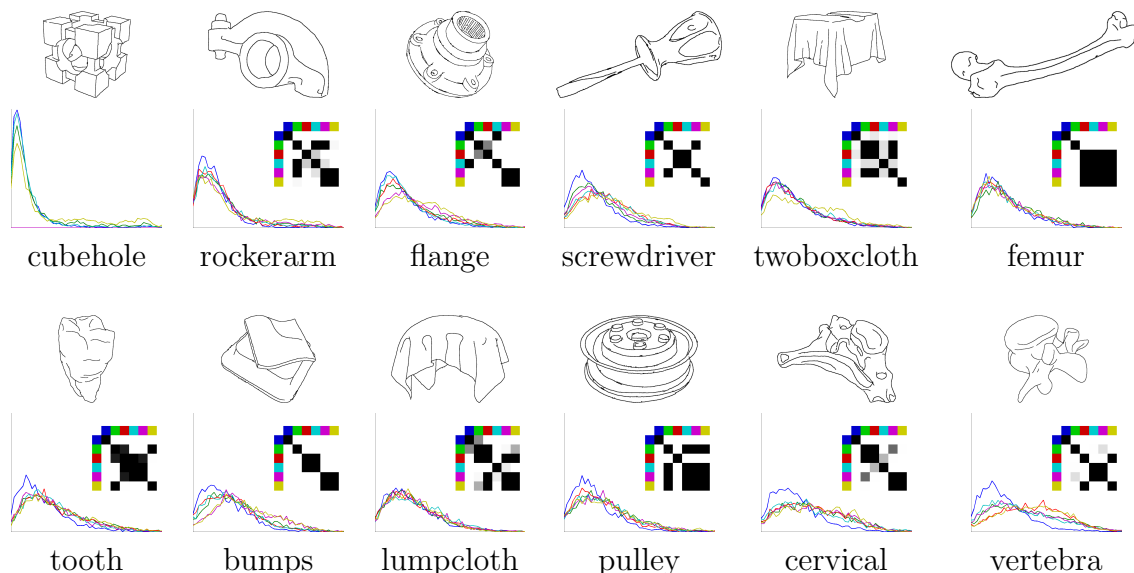 cubehole rockerarm flange screwdriver twoboxcloth femur
tooth bumps lumpcloth pulley cervical vertebra